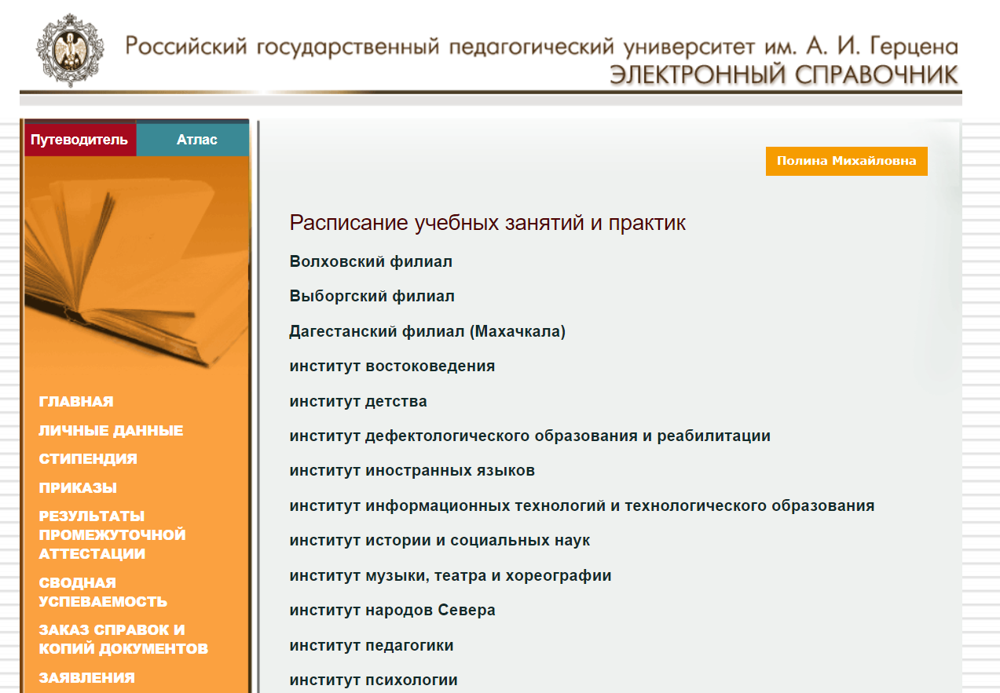 Российский государственный педагогический университет им. А. И. Герцена
ЭЛЕКТРОННЫЙ СПРАВОЧНИК
Путеводитель
Атлас
ГЛАВНАЯ
ЛИЧНЫЕ ДАННЫЕ
СТИПЕНДИЯ
ПРИКАЗЫ
РЕЗУЛЬТАТЫ
ПРОМЕЖУТОЧНОЙ
АТТЕСТАЦИИ
СВОДНАЯ
УСПЕВАЕМОСТЬ
ЗАКАЗ СПРАВОК И
КОПИЙ ДОКУМЕНТОВ
ЗАЯВЛЕНИЯ
Полина Михайловна
Расписание учебных занятий и практик
Волховский филиал
Выборгский филиал
Дагестанский филиал (Махачкала)
институт востоковедения
институт детства
институт дефектологического образования и реабилитации
институт иностранных языков
институт информационных технологий и технологического образования
институт истории и социальных наук
институт музыки, театра и хореографии
институт народов Севера
институт педагогики
институт психологии